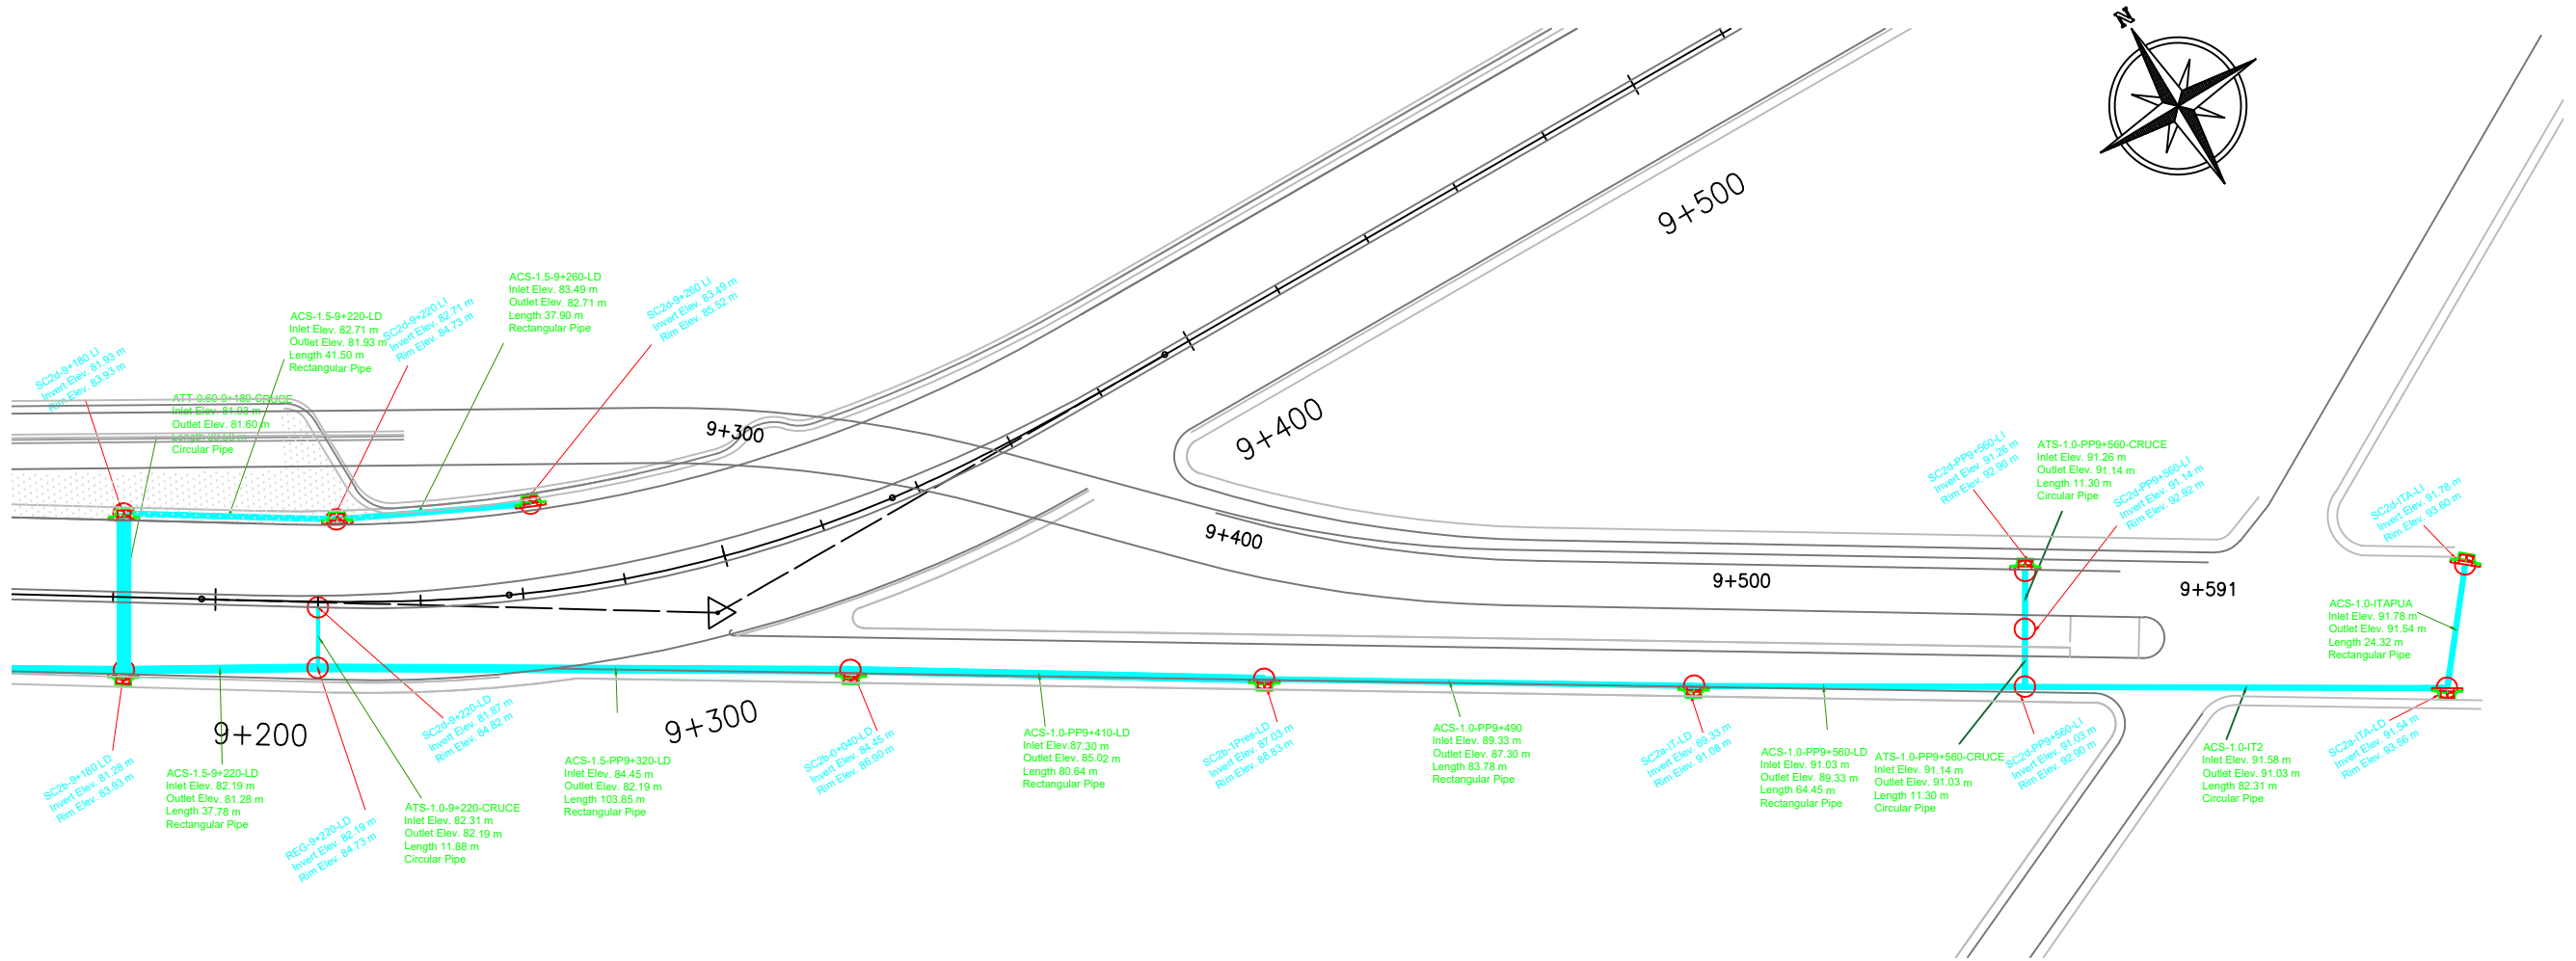 N
9+500
9+400
9+300
9+400
9+500
9+591
9+200
9+300
ACS-1.5-9+260-LD
Inlet Elev. 83.49 m
Outlet Elev. 82.71 m
Length 37.90 m
Rectangular Pipe
SC2d-9+260 LI
Invert Elev. 83.49 m
Rim Elev. 85.52 m
ACS-1.5-9+220-LD
Inlet Elev. 82.71 m
Outlet Elev. 81.93 m
Length 41.50 m
Rectangular Pipe
SC2d-9+220 LI
Invert Elev. 82.71 m
Rim Elev. 84.73 m
SC2d-9+180 LI
Invert Elev. 81.93 m
Rim Elev. 83.93 m
ATT-0.60-9+180-CRUCE
Inlet Elev. 81.93 m
Outlet Elev. 81.60 m
Circular Pipe
SC2b-9+180 LD
Invert Elev. 81.28 m
Rim Elev. 83.93 m
ACS-1.5-9+220-LD
Inlet Elev. 82.19 m
Outlet Elev. 81.28 m
Length 37.78 m
Rectangular Pipe
REG-9+220-LD
Invert Elev. 82.19 m
Rim Elev. 84.73 m
SC2d-9+220-LD
Invert Elev. 81.87 m
Rim Elev. 84.82 m
ATS-1.0-9+220-CRUCE
Inlet Elev. 82.31 m
Outlet Elev. 82.19 m
Length 11.88 m
Circular Pipe
ACS-1.5-PP9+320-LD
Inlet Elev. 84.45 m
Outlet Elev. 82.19 m
Length 103.85 m
Rectangular Pipe
SC2b-0+040-LD
Invert Elev. 84.45 m
Rim Elev. 86.90 m
ACS-1.0-PP9+410-LD
Inlet Elev.87.30 m
Outlet Elev. 85.02 m
Length 80.64 m
Rectangular Pipe
SC2b-1Pres-LD
Invert Elev. 87.03 m
Rim Elev. 88.83 m
ACS-1.0-PP9+490
Inlet Elev. 89.33 m
Outlet Elev. 87.30 m
Length 83.78 m
Rectangular Pipe
SC2a-IT-LD
Invert Elev. 89.33 m
Rim Elev. 91.08 m
ACS-1.0-PP9+560-LD
Inlet Elev. 91.03 m
Outlet Elev. 89.33 m
Length 64.45 m
Rectangular Pipe
ATS-1.0-PP9+560-CRUCE
Inlet Elev. 91.14 m
Outlet Elev. 91.03 m
Length 11.30 m
Circular Pipe
SC2d-PP9+560-LI
Invert Elev. 91.03 m
Rim Elev. 92.90 m
SC2d-PP9+560-LI
Invert Elev. 91.26 m
Rim Elev. 92.90 m
ATS-1.0-PP9+560-CRUCE
Inlet Elev. 91.26 m
Outlet Elev. 91.14 m
Length 11.30 m
Circular Pipe
SC2d-PP9+560-LI
Invert Elev. 91.14 m
Rim Elev. 92.92 m
SC2d-ITA-LI
Invert Elev. 91.78 m
Rim Elev. 93.60 m
ACS-1.0-ITAPUA
Inlet Elev. 91.78 m
Outlet Elev. 91.54 m
Length 24.32 m
Rectangular Pipe
ACS-1.0-IT2
Inlet Elev. 91.58 m
Outlet Elev. 91.03 m
Length 82.31 m
Circular Pipe
SC2a-ITA-LD
Invert Elev. 91.54 m
Rim Elev. 93.56 m